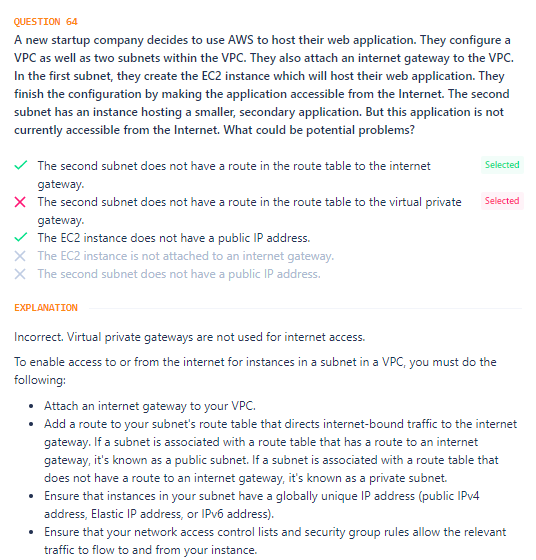 QUESTION 64
A new startup company decides to use AWS to host their web application. They configure a
VPC as well as two subnets within the VPC. They also attach an internet gateway to the VPC.
In the first subnet, they create the EC2 instance which will host their web application. They
finish the configuration by making the application accessible from the Internet. The second
subnet has an instance hosting a smaller, secondary application. But this application is not
currently accessible from the Internet. What could be potential problems?
The second subnet does not have a route in the route table to the internet
gateway.
Selected
The second subnet does not have a route in the route table to the virtual private
gateway.
Selected
The EC2 instance does not have a public IP address.
The EC2 instance is not attached to an internet gateway.
The second subnet does not have a public IP address.
EXPLANATION
Incorrect. Virtual private gateways are not used for internet access.
To enable access to or from the internet for instances in a subnet in a VPC, you must do the
following:
• Attach an internet gateway to your VPC.
• Add a route to your subnet's route table that directs internet-bound traffic to the internet
gateway. If a subnet is associated with a route table that has a route to an internet
gateway, it's known as a public subnet. If a subnet is associated with a route table that
does not have a route to an internet gateway, it's known as a private subnet.
• Ensure that instances in your subnet have a globally unique IP address (public IPv4
address, Elastic IP address, or IPv6 address).
• Ensure that your network access control lists and security group rules allow the relevant
traffic to flow to and from your instance.